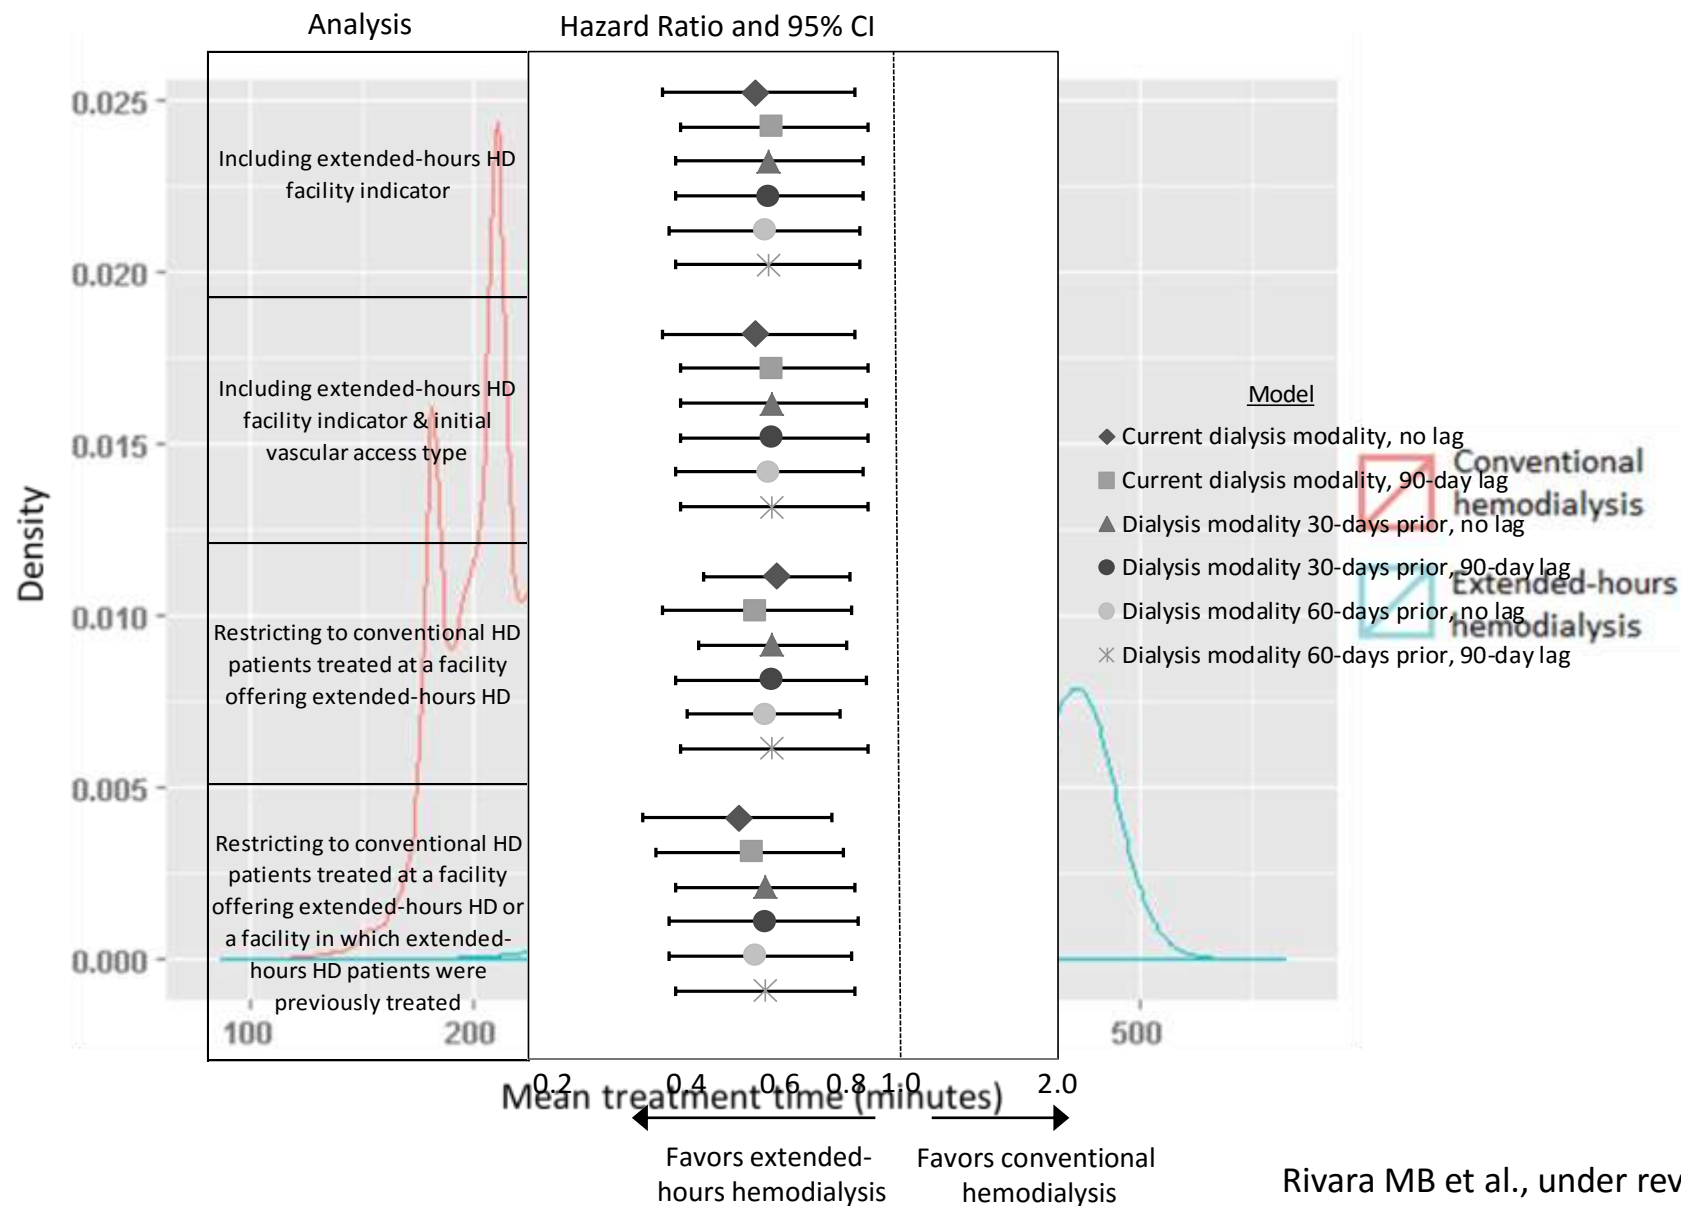 Analysis
Hazard Ratio and 95% CI
0.025
0.020
0.015
0.010
0.005
0.000
Density
Including extended-hours HD
facility indicator
Including extended-hours HD
facility indicator & initial
vascular access type
Restricting to conventional HD
patients treated at a facility
offering extended-hours HD
Restricting to conventional HD
patients treated at a facility
offering extended-hours HD or
a facility in which extended-
hours HD patients were
previously treated
Model
Current dialysis modality, no lag
Current dialysis modality, 90-day lag
Dialysis modality 30-days prior, no lag
Dialysis modality 30-days prior, 90-day lag
Dialysis modality 60-days prior, no lag
Dialysis modality 60-days prior, 90-day lag
Conventional
hemodialysis
Extended-hours
hemodialysis
100 200 500
0.2 0.4 0.6 0.8 1.0 2.0
Mean treatment time (minutes)
Favors extended-
hours hemodialysis
Favors conventional
hemodialysis
Rivara MB et al., under rev